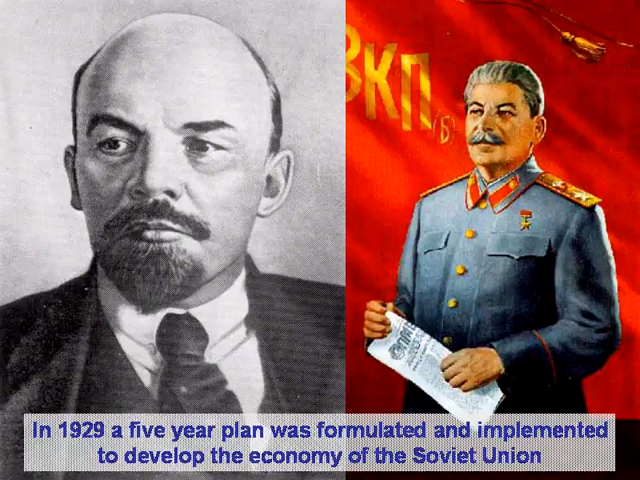 ВКП
(б)
In 1929 a five year plan was formulated and implemented
to develop the economy of the Soviet Union